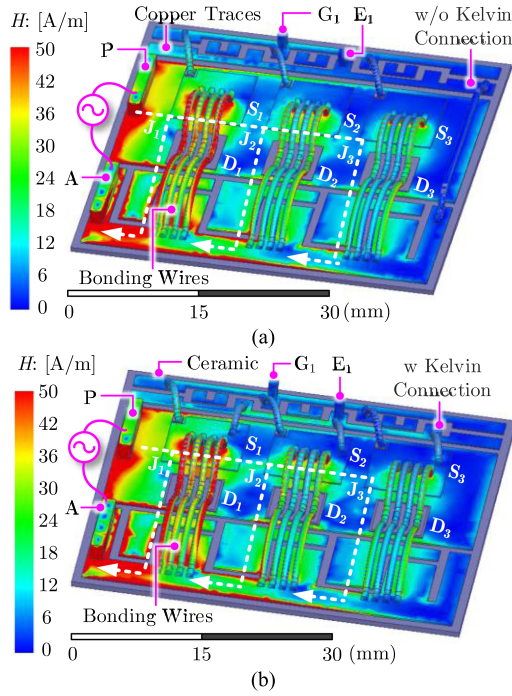 H: [A/m]
Copper Traces
G₁ E₁
w/o Kelvin
Connection
50
42
36
30
24
18
12
6
0
P
A
S₁
S₂
S₃
J₁
J₂
J₃
D₁
D₂
D₃
Bonding Wires
0 15 30 (mm)
(a)
H: [A/m]
Ceramic
G₁ E₁
w Kelvin
Connection
50
42
36
30
24
18
12
6
0
P
A
S₁
S₂
S₃
J₁
J₂
J₃
D₁
D₂
D₃
Bonding Wires
0 15 30 (mm)
(b)